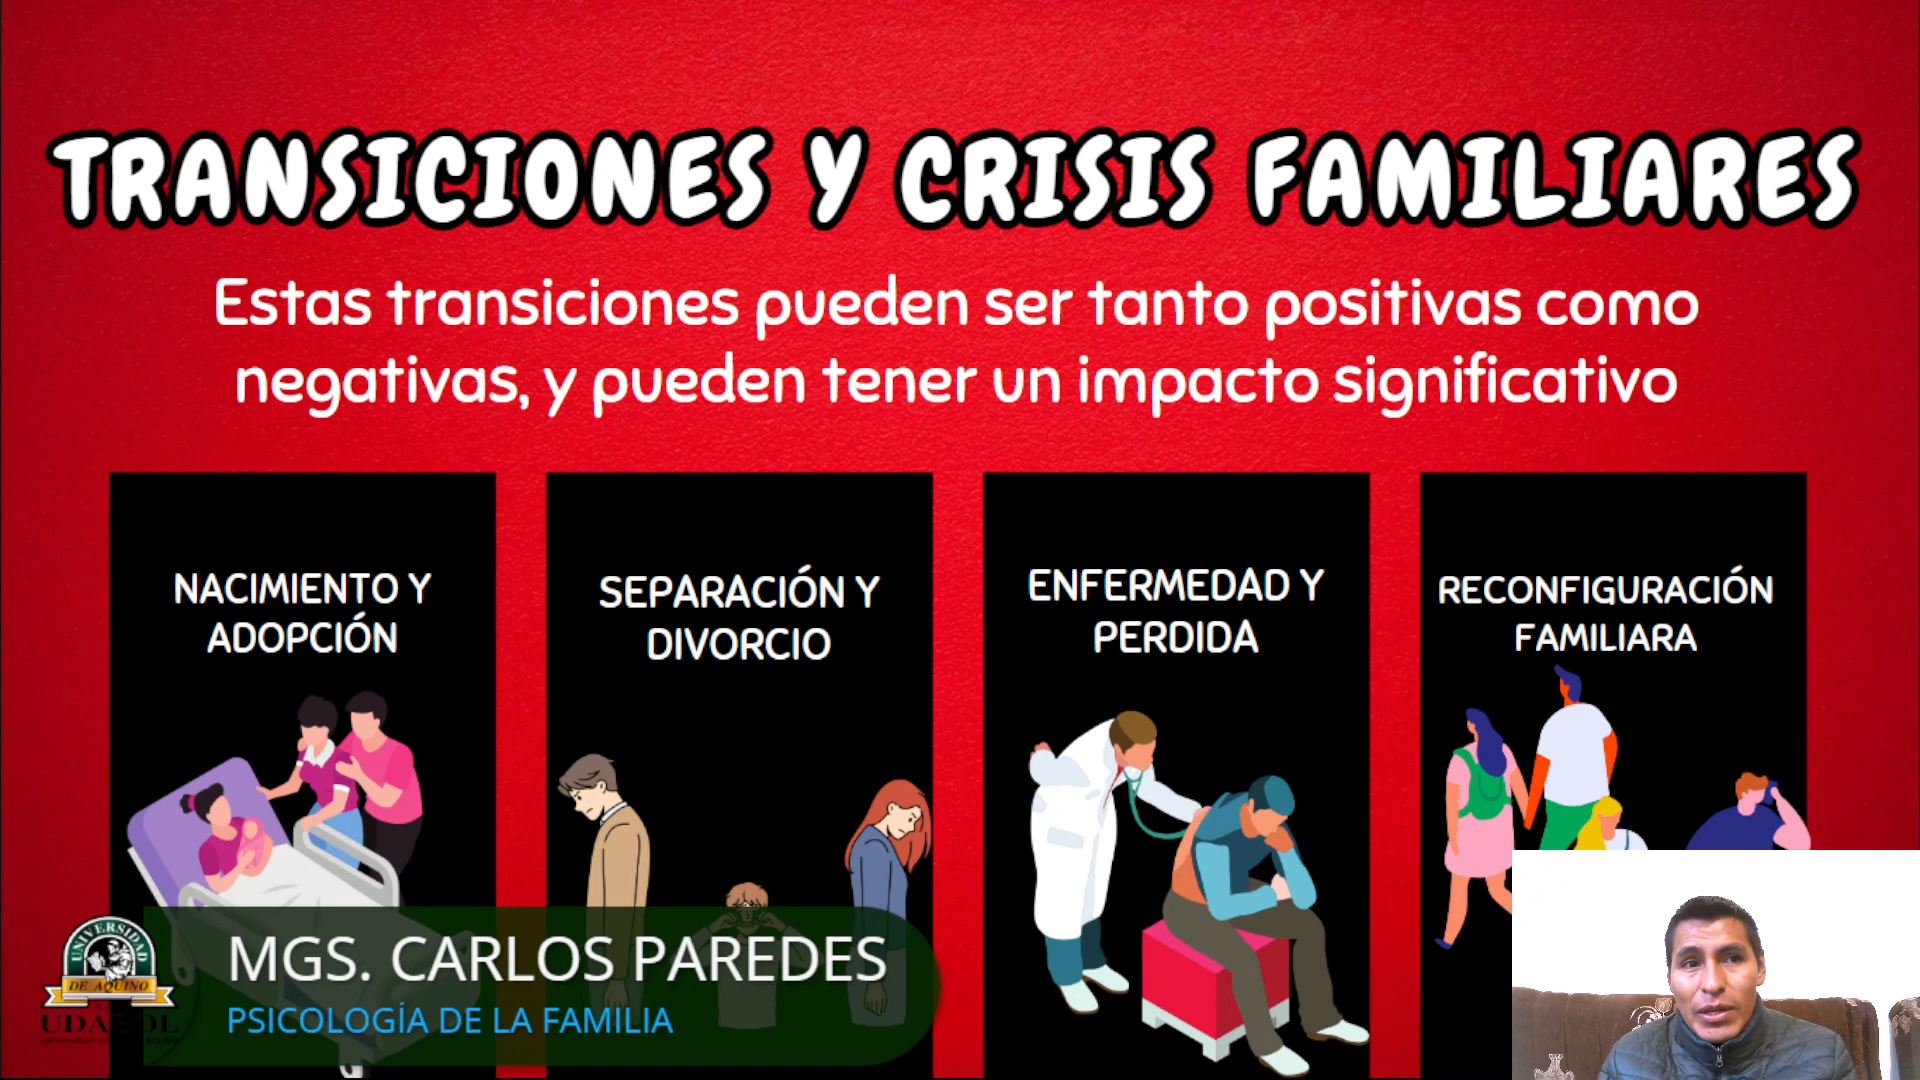 TRANSICIONES Y CRISIS FAMILIARES
Estas transiciones pueden ser tanto positivas como
negativas, y pueden tener un impacto significativo
NACIMIENTO Y
ADOPCIÓN
SEPARACIÓN Y
DIVORCIO
ENFERMEDAD Y
PERDIDA
RECONFIGURACIÓN
FAMILIARA
UNIVERSIDAD
DE AQUINO
UDABOL
MGS. CARLOS PAREDES
PSICOLOGÍA DE LA FAMILIA